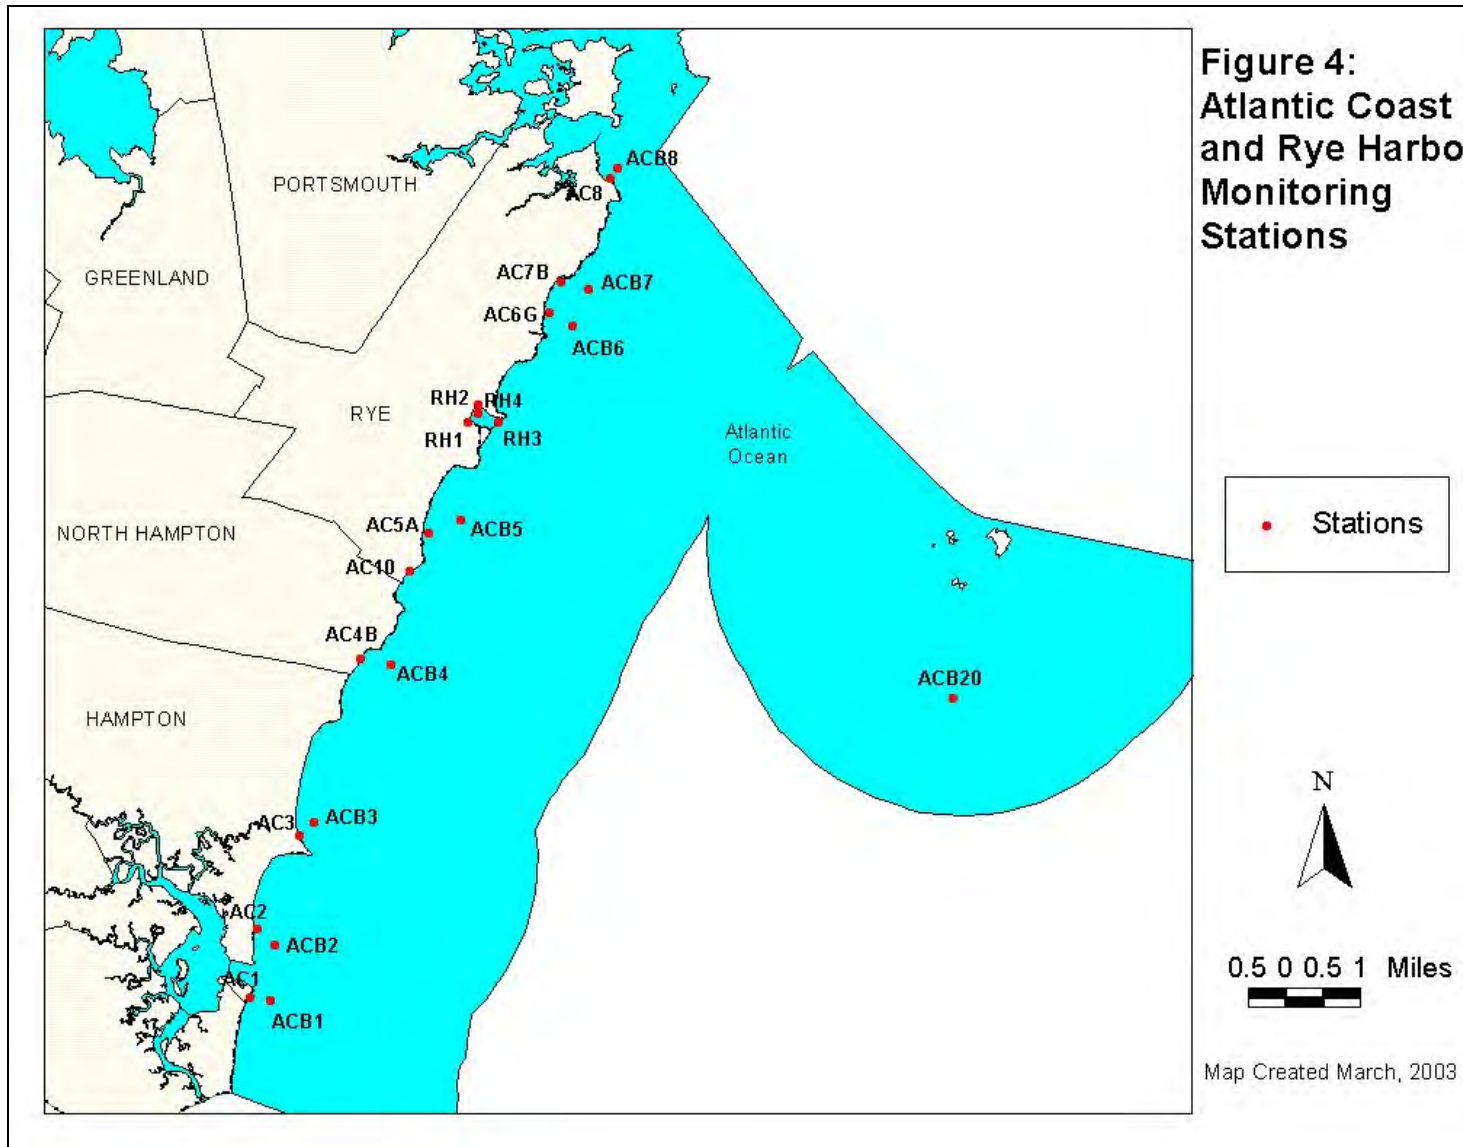 Figure 4:
Atlantic Coast
and Rye Harbo
Monitoring
Stations
ACB8
PORTSMOUTH
AC8
GREENLAND
AC7B
ACB7
AC6G
ACB6
RH2
RH4
RYE
RH1
RH3
Atlantic
Ocean
AC5A
ACB5
Stations
NORTH HAMPTON
AC10
AC4B
ACB4
ACB20
HAMPTON
N
AC3
ACB3
AC2
ACB2
0.5 0 0.5 1 Miles
AC1
ACB1
Map Created March, 2003